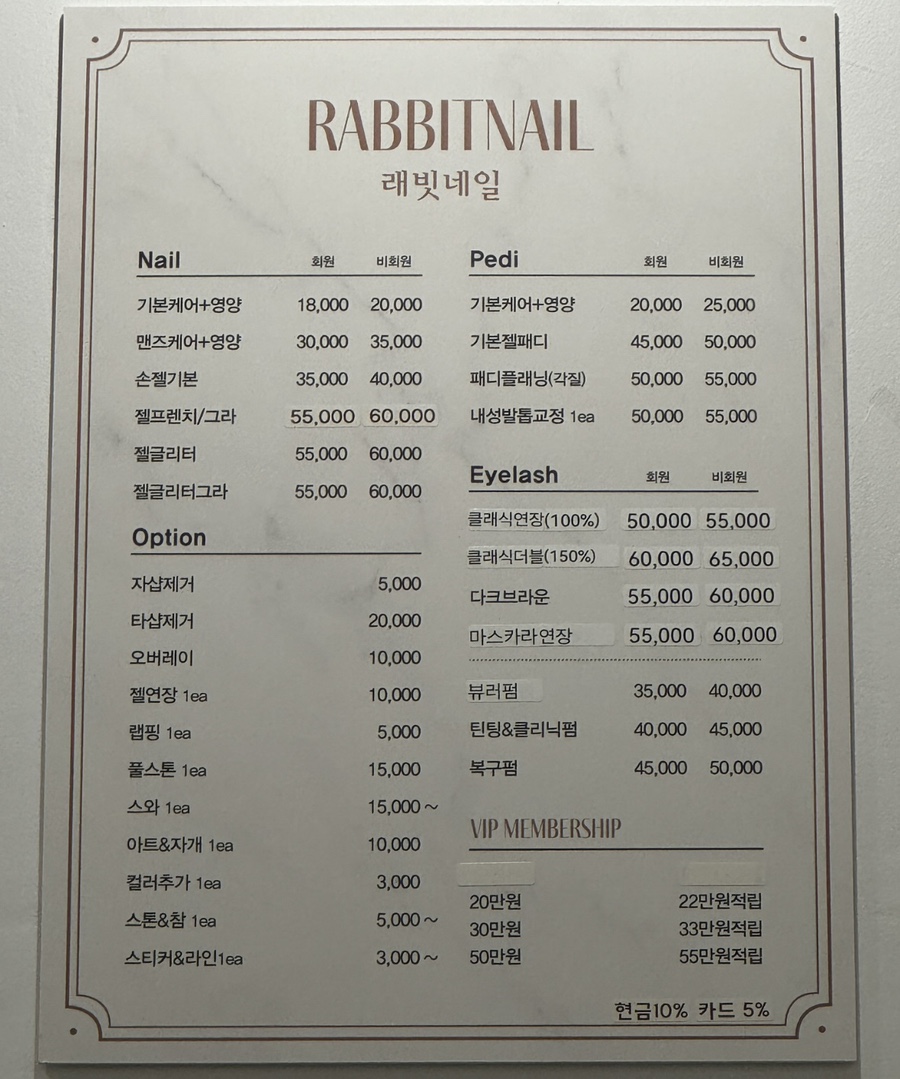 RABBITNAIL
래빗네일
Nail 회원 비회원
기본케어+영양 18,000 20,000
맨즈케어+영양 30,000 35,000
손젤기본 35,000 40,000
젤프렌치/그라 55,000 60,000
젤글리터 55,000 60,000
젤글리터그라 55,000 60,000
Option
자샵제거 5,000
타샵제거 20,000
오버레이 10,000
젤연장 1ea 10,000
랩핑 1ea 5,000
풀스톤 1ea 15,000
스와 1ea 15,000 ~
아트&자개 1ea 10,000
컬러추가 1ea 3,000
스톤&참 1ea 5,000 ~
스티커&라인1ea 3,000 ~
Pedi 회원 비회원
기본케어+영양 20,000 25,000
기본젤패디 45,000 50,000
패디플래닝(각질) 50,000 55,000
내성발톱교정 1ea 50,000 55,000
Eyelash 회원 비회원
클래식연장(100%) 50,000 55,000
클래식더블(150%) 60,000 65,000
다크브라운 55,000 60,000
마스카라연장 55,000 60,000
뷰러펌 35,000 40,000
틴팅&클리닉펌 40,000 45,000
복구펌 45,000 50,000
VIP MEMBERSHIP
20만원 22만원적립
30만원 33만원적립
50만원 55만원적립
현금10% 카드 5%